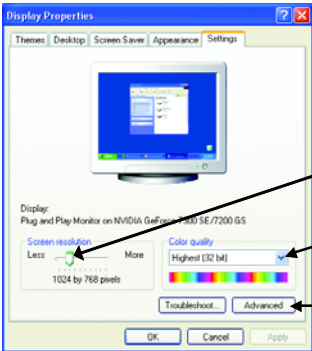 Display Properties
Themes Desktop Screen Saver Appearance Settings
Display:
Plug and Play Monitor on NVIDIA GeForce 7300 SE/7200 GS
Screen resolution
Less More
1024 by 768 pixels
Color quality
Highest (32 bit)
Troubleshoot... Advanced
OK Cancel Apply